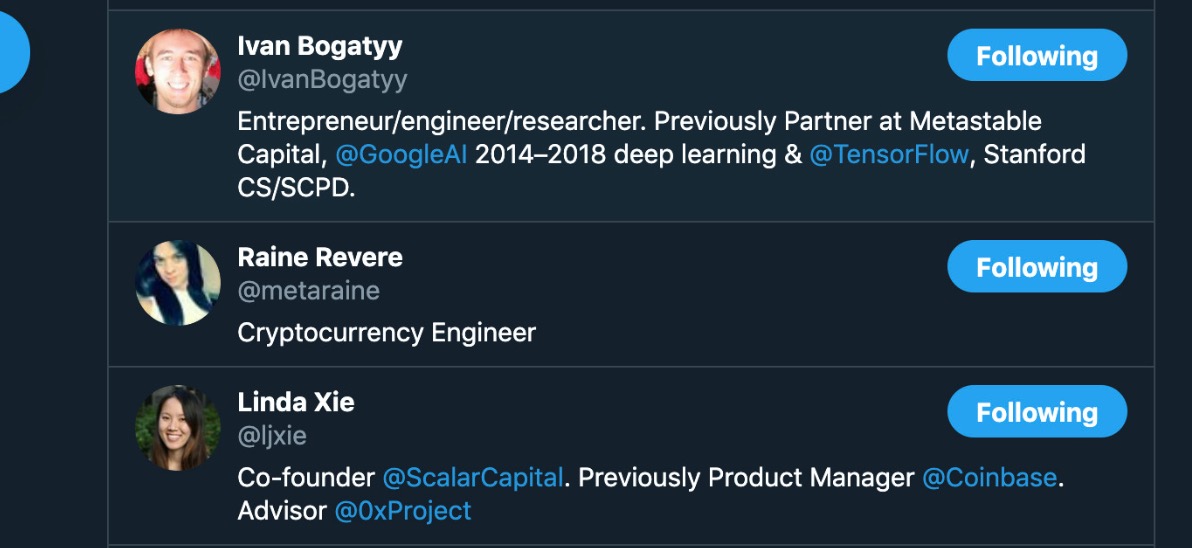 Ivan Bogatyy
Following
@IvanBogatyy
Entrepreneur/engineer/researcher. Previously Partner at Metastable
Capital, @GoogleAI 2014–2018 deep learning & @TensorFlow, Stanford
CS/SCPD.
Raine Revere
Following
@metaraine
Cryptocurrency Engineer
Linda Xie
Following
@ljxie
Co-founder @ScalarCapital. Previously Product Manager @Coinbase.
Advisor @0xProject